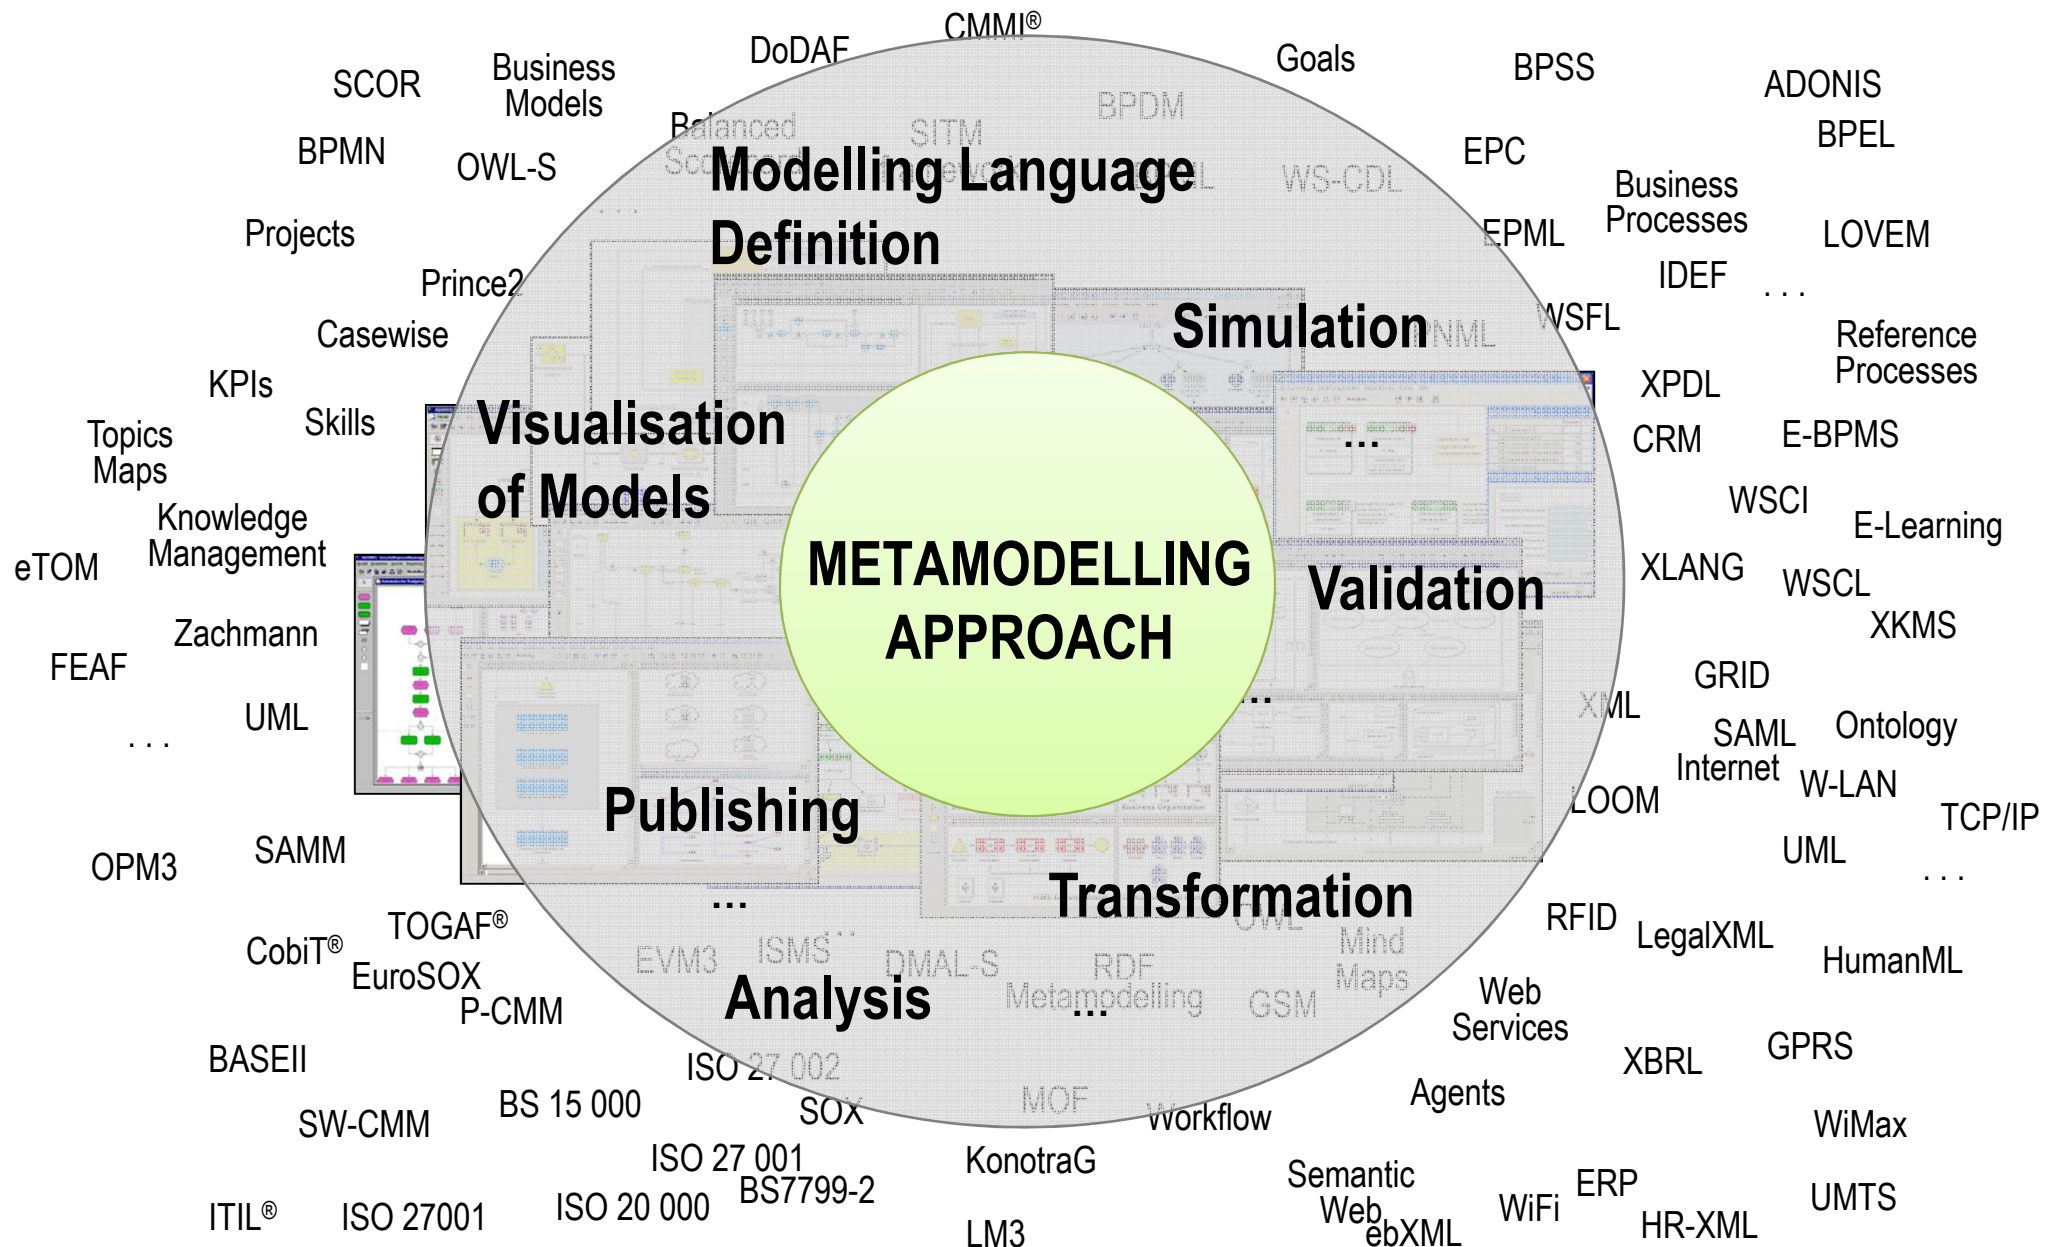 CMMI®
DoDAF
Goals
Business
Models
BPSS
SCOR
ADONIS
BPDM
Balanced
Scorecard
SITM
BPEL
BPMN
OWL-S
EPC
WS-CDL
Modelling Language
Definition
Business
Processes
Projects
EPML
LOVEM
. . .
Prince2
IDEF
. . .
Casewise
Simulation
PNML
WSFL
Reference
Processes
KPIs
XPDL
Skills
Visualisation
of Models
...
CRM
E-BPMS
Topics
Maps
WSCI
Knowledge
Management
E-Learning
eTOM
METAMODELLING
APPROACH
Validation
XLANG
WSCL
Zachmann
XKMS
FEAF
GRID
UML
...
XML
SAML
Ontology
. . .
Internet
W-LAN
Publishing
LOOM
TCP/IP
SAMM
UML
OPM3
. . .
...
Transformation
TOGAF®
OWL
RFID
CobiT®
EVM3
ISMS
. . .
DMAL-S
RDF
Metamodelling
Mind
Maps
LegalXML
HumanML
EuroSOX
P-CMM
Analysis
...
GSM
Web
Services
BASEII
ISO 27 002
XBRL
GPRS
BS 15 000
SOX
MOF
Workflow
Agents
SW-CMM
WiMax
ISO 27 001
KonotraG
BS7799-2
Semantic
Web
ERP
UMTS
ITIL®
ISO 27001
ISO 20 000
LM3
ebXML
WiFi
HR-XML